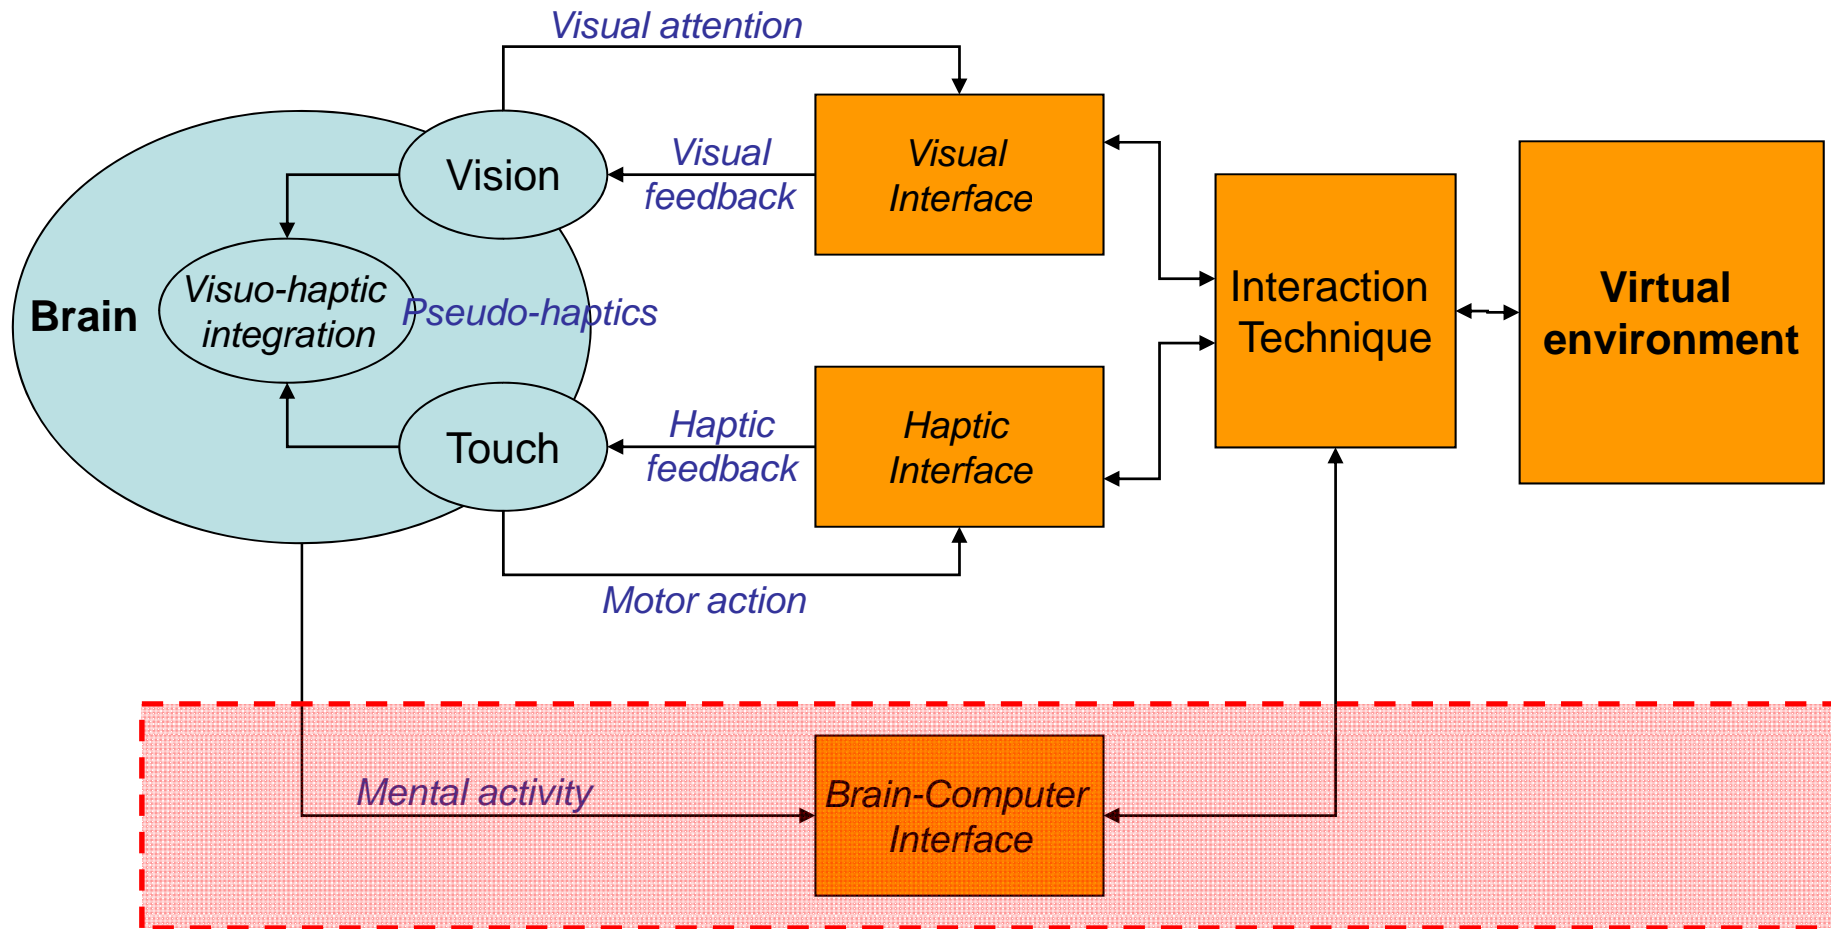 Visual attention
Vision
Visual
feedback
Visual
Interface
Brain
Visuo-haptic
integration
Pseudo-haptics
Interaction
Technique
Virtual
environment
Touch
Haptic
feedback
Haptic
Interface
Motor action
Mental activity
Brain-Computer
Interface